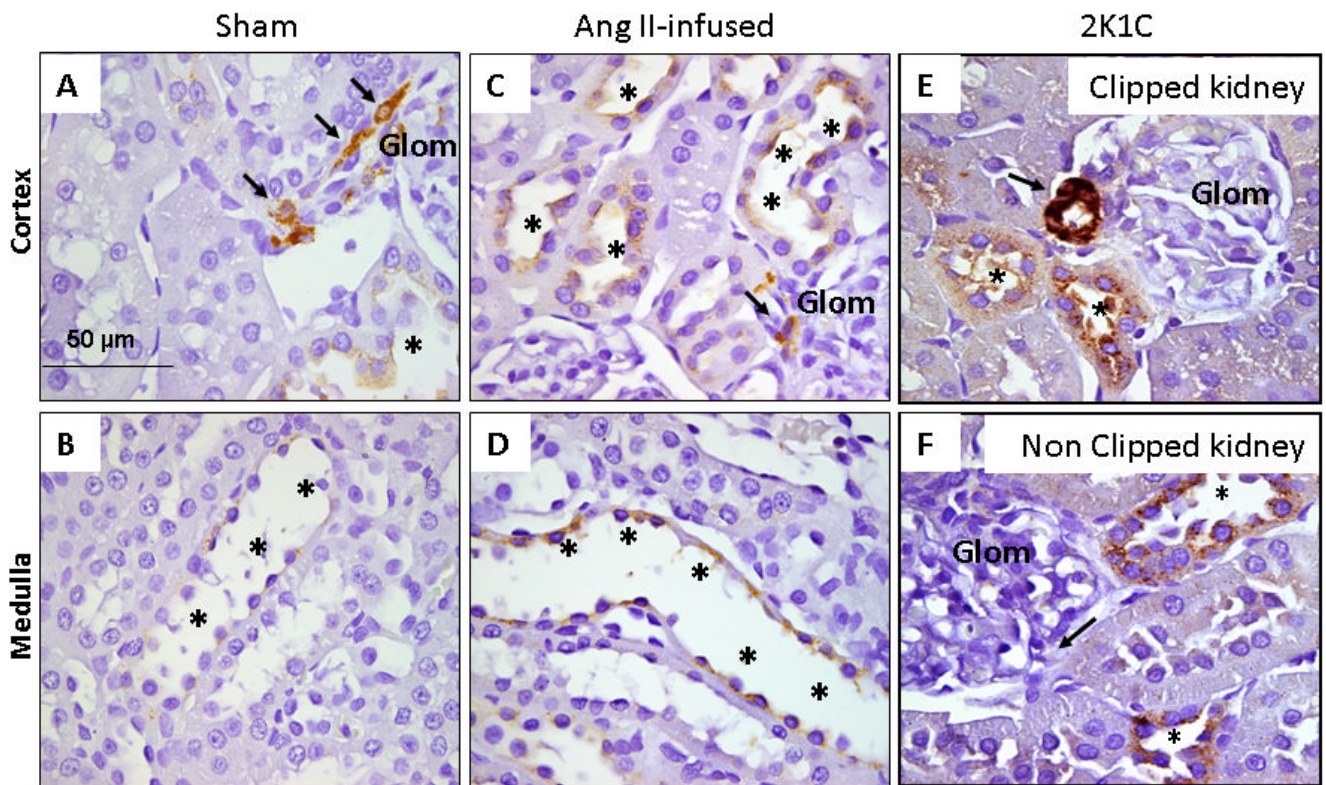 Sham
Ang II-infused
2K1C
Cortex
A
Glom
50 µm
*
C
* * * * * *
Glom
E
Clipped kidney
Glom
* *
Medulla
B
* * *
D
* * * * *
F
Non Clipped kidney
Glom
* *